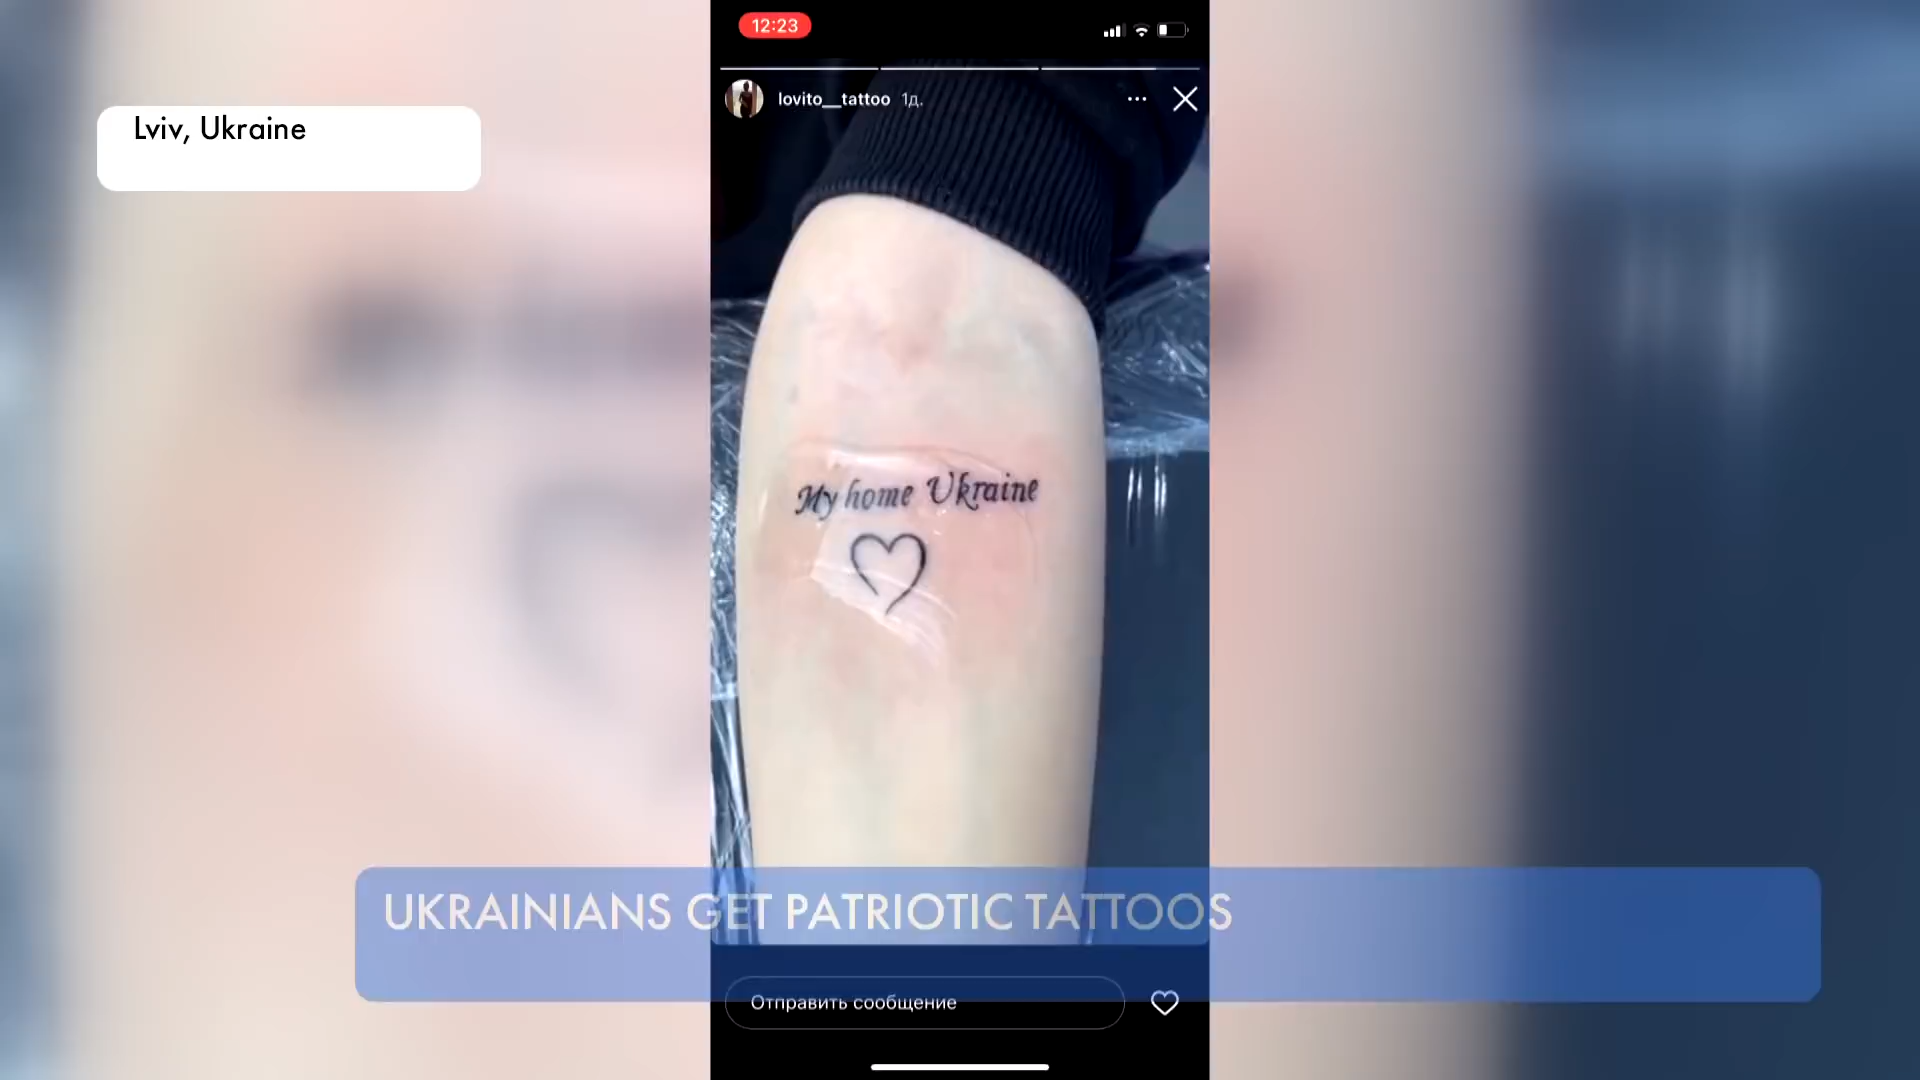 12:23
lovito__tattoo 1д.
Lviv, Ukraine
My home Ukraine
UKRAINIANS GET PATRIOTIC TATTOOS
Отправить сообщение